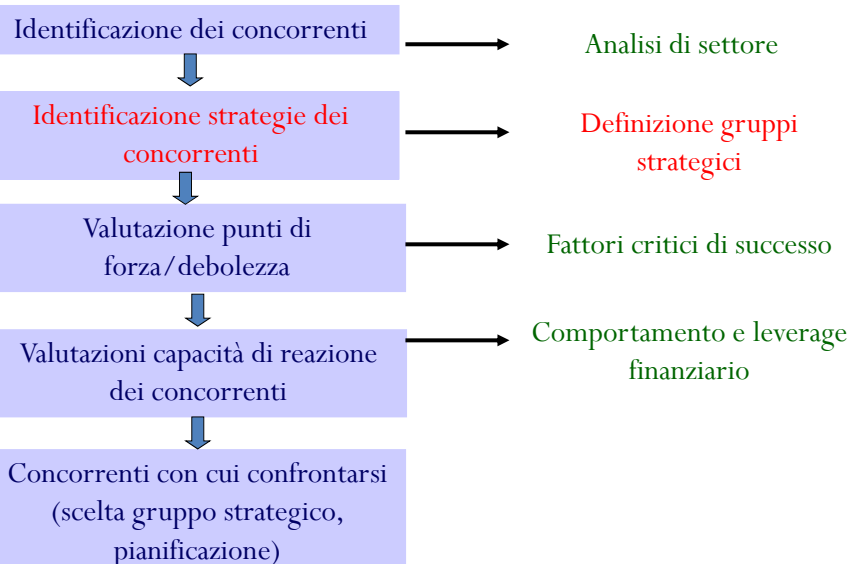 Identificazione dei concorrenti
Analisi di settore
Identificazione strategie dei
concorrenti
Definizione gruppi
strategici
Valutazione punti di
forza/debolezza
Fattori critici di successo
Valutazioni capacità di reazione
dei concorrenti
Comportamento e leverage
finanziario
Concorrenti con cui confrontarsi
(scelta gruppo strategico,
pianificazione)